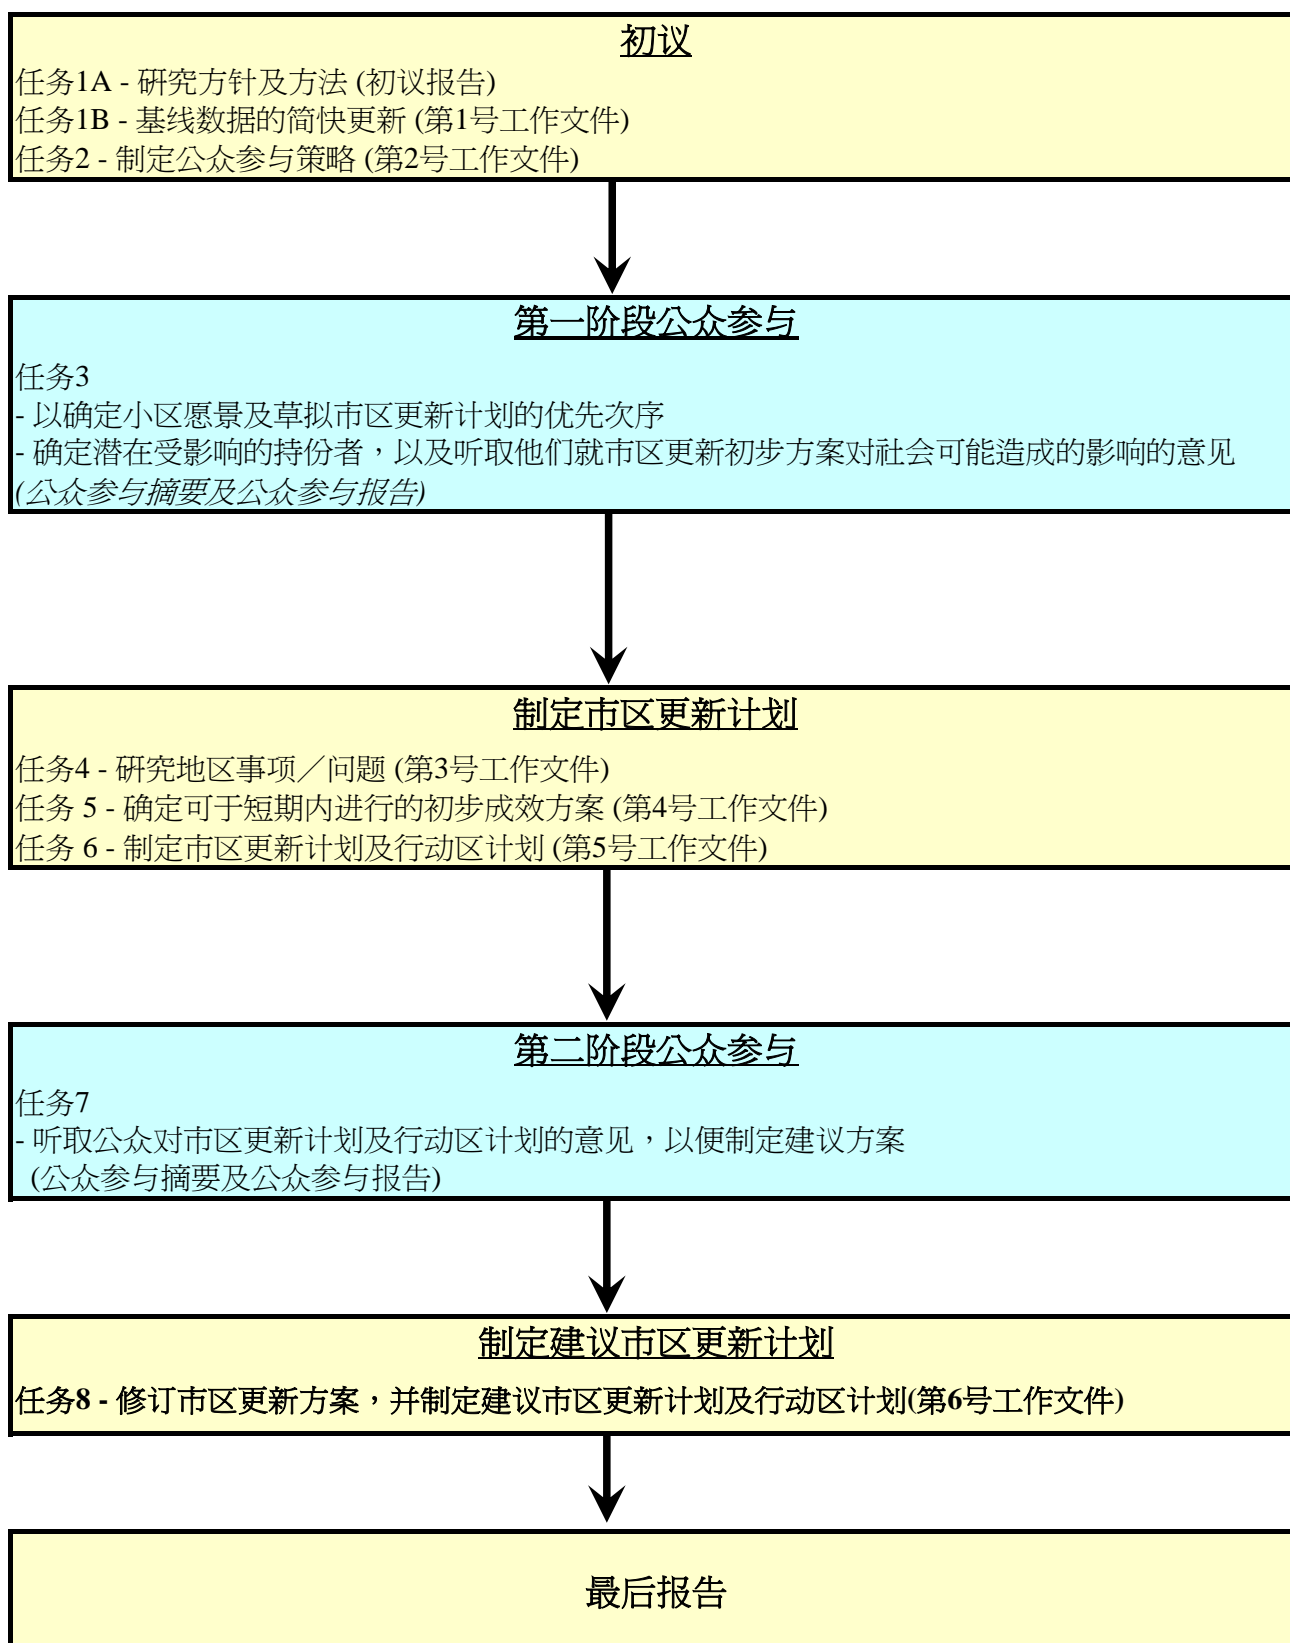 初议
任务1A - 研究方针及方法 (初议报告)
任务1B - 基线数据的简快更新 (第1号工作文件)
任务2 - 制定公众参与策略 (第2号工作文件)
第一阶段公众参与
任务3
- 以确定小区愿景及草拟市区更新计划的优先次序
- 确定潜在受影响的持份者，以及听取他们就市区更新初步方案对社会可能造成的影响的意见
(公众参与摘要及公众参与报告)
制定市区更新计划
任务4 - 研究地区事项／问题 (第3号工作文件)
任务 5 - 确定可于短期内进行的初步成效方案 (第4号工作文件)
任务 6 - 制定市区更新计划及行动区计划 (第5号工作文件)
第二阶段公众参与
任务7
- 听取公众对市区更新计划及行动区计划的意见，以便制定建议方案
(公众参与摘要及公众参与报告)
制定建议市区更新计划
任务8 - 修订市区更新方案，并制定建议市区更新计划及行动区计划(第6号工作文件)
最后报告